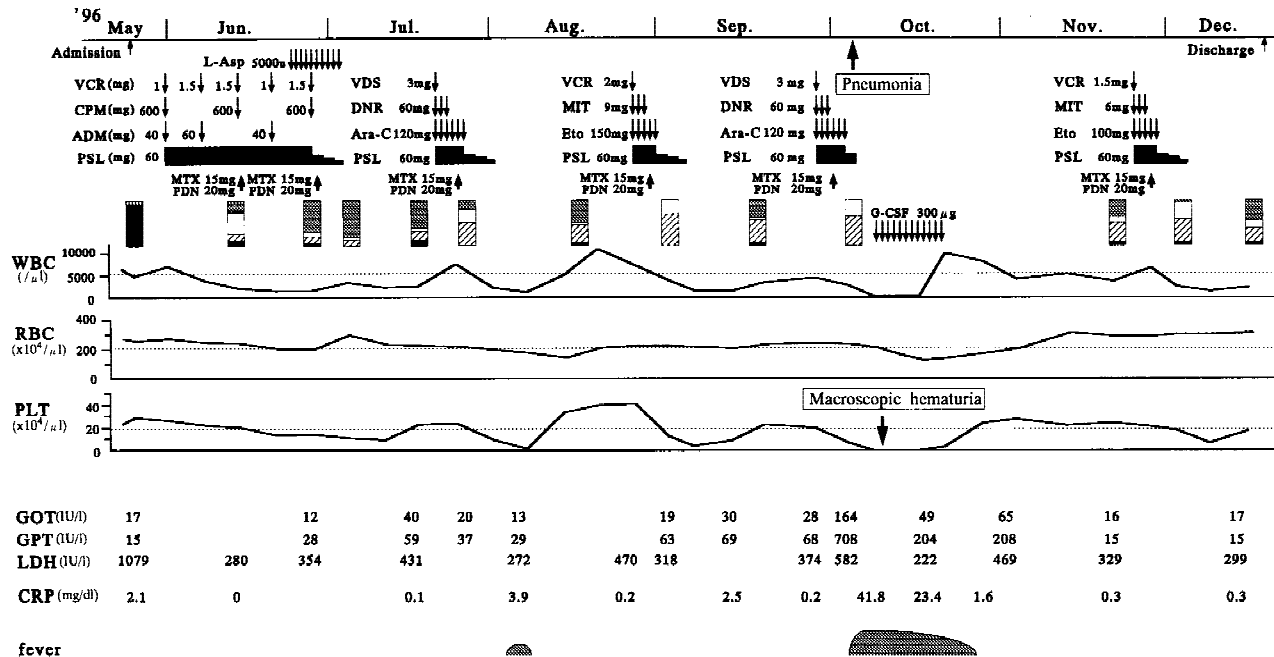 '96
May Jun. Jul. Aug. Sep. Oct. Nov. Dec.
Admission Discharge
L-Asp 5000u
VCR (mg) 1 1.5 1.5 1 1.5 VDS 3mg VCR 2mg VDS 3 mg Pneumonia VCR 1.5mg
CPM (mg) 600 600 600 DNR 60mg MIT 9mg DNR 60 mg MIT 6mg
ADM (mg) 40 60 40 Ara-C 120mg Eto 150mg Ara-C 120 mg Eto 100mg
PSL (mg) 60 PSL 60mg PSL 60mg PSL 60mg PSL 60mg
MTX 15mg MTX 15mg MTX 15mg MTX 15mg MTX 15mg MTX 15mg
PDN 20mg PDN 20mg PDN 20mg PDN 20mg PDN 20mg PDN 20mg
G-CSF 300μg
WBC 10000
(/μl) 5000
0
RBC 400
(x10⁴/μl) 200
0
Macroscopic hematuria
PLT 40
(x10⁴/μl) 20
0
GOT (IU/l) 17 12 40 20 13 19 30 28 164 49 65 16 17
GPT (IU/l) 15 28 59 37 29 63 69 68 708 204 208 15 15
LDH (IU/l) 1079 280 354 431 272 470 318 374 582 222 469 329 299
CRP (mg/dl) 2.1 0 0.1 3.9 0.2 2.5 0.2 41.8 23.4 1.6 0.3 0.3
fever